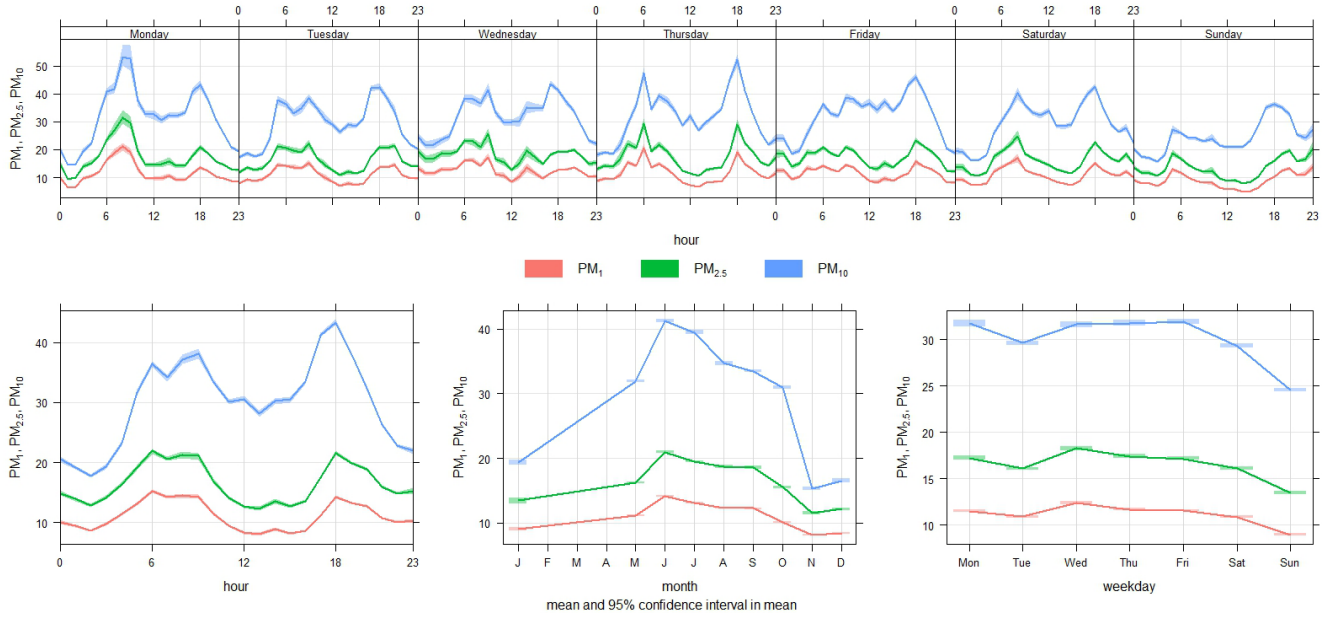 0 6 12 18 23 0 6 12 18 23 0 6 12 18 23
Monday Tuesday Wednesday Thursday Friday Saturday Sunday
PM1, PM2.5, PM10
50
40
30
20
10
0 6 12 18 23 0 6 12 18 23 0 6 12 18 23 0 6 12 18 23
hour
PM1 PM2.5 PM10
PM1, PM2.5, PM10
40
30
20
10
0 6 12 18 23
hour
PM1, PM2.5, PM10
40
30
20
10
J F M A M J J A S O N D
month
PM1, PM2.5, PM10
30
25
20
15
10
Mon Tue Wed Thu Fri Sat Sun
weekday
mean and 95% confidence interval in mean